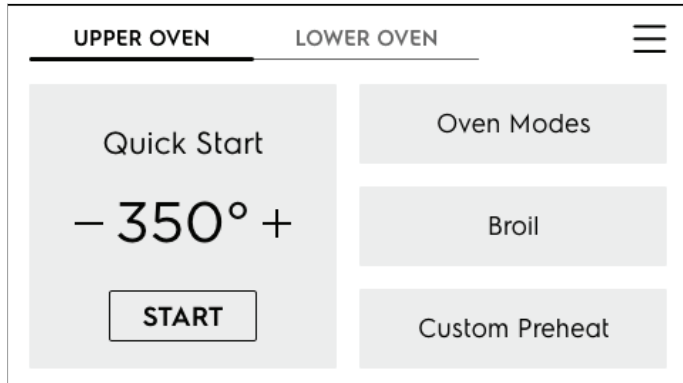 UPPER OVEN
LOWER OVEN
Quick Start
− 350° +
START
Oven Modes
Broil
Custom Preheat